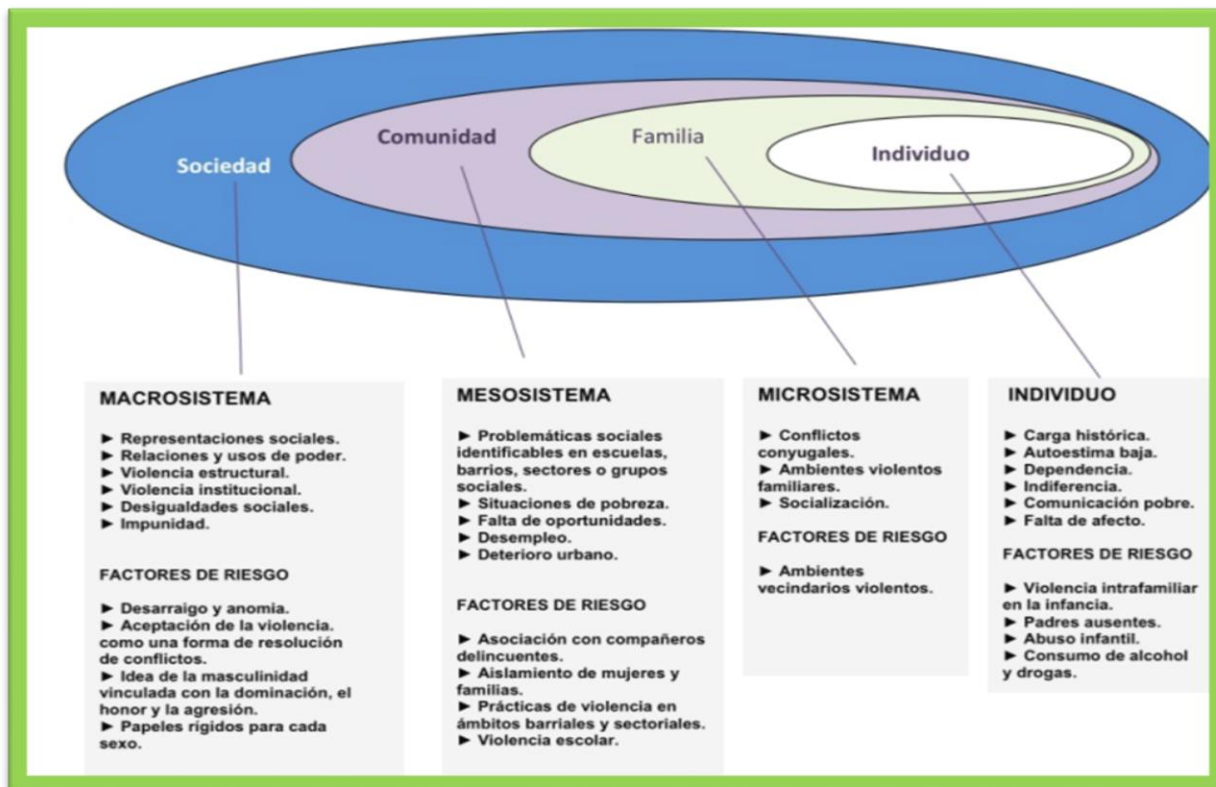 Sociedad
Comunidad
Familia
Individuo
MACROSISTEMA
► Representaciones sociales.
► Relaciones y usos de poder.
► Violencia estructural.
► Violencia institucional.
► Desigualdades sociales.
► Impunidad.
FACTORES DE RIESGO
► Desarraigo y anomia.
► Aceptación de la violencia.
como una forma de resolución
de conflictos.
► Idea de la masculinidad
vinculada con la dominación, el
honor y la agresión.
► Papeles rígidos para cada
sexo.
MESOSISTEMA
► Problemáticas sociales
identificables en escuelas,
barrios, sectores o grupos
sociales.
► Situaciones de pobreza.
► Falta de oportunidades.
► Desempleo.
► Deterioro urbano.
FACTORES DE RIESGO
► Asociación con compañeros
delincuentes.
► Aislamiento de mujeres y
familias.
► Prácticas de violencia en
ámbitos barriales y sectoriales.
► Violencia escolar.
MICROSISTEMA
► Conflictos
conyugales.
► Ambientes violentos
familiares.
► Socialización.
FACTORES DE RIESGO
► Ambientes
vecindarios violentos.
INDIVIDUO
► Carga histórica.
► Autoestima baja.
► Dependencia.
► Indiferencia.
► Comunicación pobre.
► Falta de afecto.
FACTORES DE RIESGO
► Violencia intrafamiliar
en la infancia.
► Padres ausentes.
► Abuso infantil.
► Consumo de alcohol
y drogas.